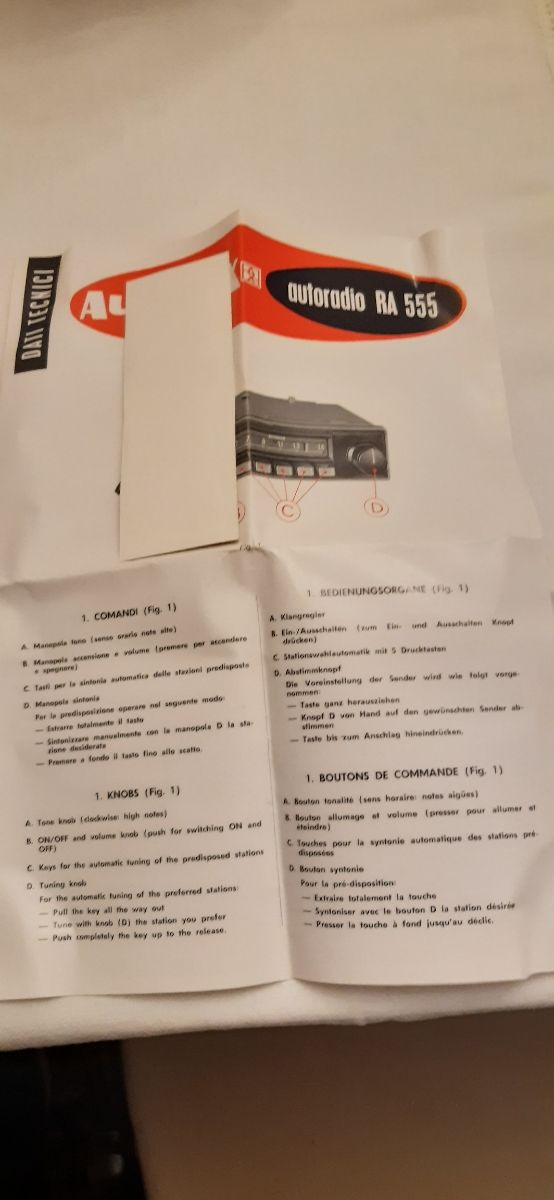 DATI TECNICI
Au
autoradio RA 555
C
D
1. COMANDI (Fig. 1)
A. Manopola tono (senso orario note alte)
B. Manopola accensione e volume (premere per accendere
e spegnere)
C. Tasti per la sintonia automatica delle stazioni predisposte
D. Manopola sintonia
Per la predisposizione operare nel seguente modo:
— Estrarre totalmente il tasto
— Sintonizzare manualmente con la manopola D la sta-
zione desiderata
— Premere a fondo il tasto fino allo scatto.
1. KNOBS (Fig. 1)
A. Tone knob (clockwise: high notes)
B. ON/OFF and volume knob (push for switching ON and
OFF)
C. Keys for the automatic tuning of the predisposed stations
D. Tuning knob
For the automatic tuning of the preferred stations:
— Pull the key all the way out
— Tune with knob (D) the station you prefer
— Push completely the key up to the release.
1. BEDIENUNGSORGANE (Fig. 1)
A. Klangregler
B. Ein-/Ausschalten (zum Ein- und Ausschalten Knopf
drücken)
C. Stationswahlautomatik mit 5 Drucktasten
D. Abstimmknopf
Die Voreinstellung der Sender wird wie folgt vorge-
nommen:
— Taste ganz herausziehen
— Knopf D von Hand auf den gewünschten Sender ab-
stimmen
— Taste bis zum Anschlag hineindrücken.
1. BOUTONS DE COMMANDE (Fig. 1)
A. Bouton tonalité (sens horaire: notes aigües)
B. Bouton allumage et volume (presser pour allumer et
éteindre)
C. Touches pour la syntonie automatique des stations pré-
disposées
D. Bouton syntonie
Pour la pré-disposition:
— Extraire totalement la touche
— Syntoniser avec le bouton D la station désirée
— Presser la touche à fond jusqu'au déclic.